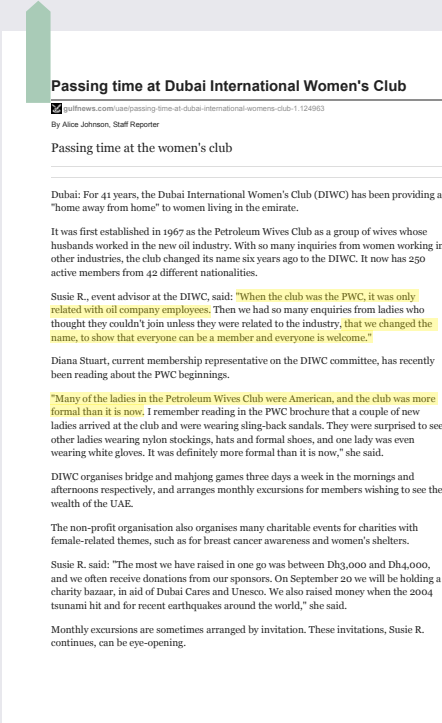 Passing time at Dubai International Women's Club
gulfnews.com/uae/passing-time-at-dubai-international-womens-club-1.124963
By Alice Johnson, Staff Reporter
Passing time at the women's club
Dubai: For 41 years, the Dubai International Women's Club (DIWC) has been providing a
"home away from home" to women living in the emirate.
It was first established in 1967 as the Petroleum Wives Club as a group of wives whose
husbands worked in the new oil industry. With so many inquiries from women working in
other industries, the club changed its name six years ago to the DIWC. It now has 250
active members from 42 different nationalities.
Susie R., event advisor at the DIWC, said: "When the club was the PWC, it was only
related with oil company employees. Then we had so many enquiries from ladies who
thought they couldn't join unless they were related to the industry, that we changed the
name, to show that everyone can be a member and everyone is welcome."
Diana Stuart, current membership representative on the DIWC committee, has recently
been reading about the PWC beginnings.
"Many of the ladies in the Petroleum Wives Club were American, and the club was more
formal than it is now. I remember reading in the PWC brochure that a couple of new
ladies arrived at the club and were wearing sling-back sandals. They were surprised to see
other ladies wearing nylon stockings, hats and formal shoes, and one lady was even
wearing white gloves. It was definitely more formal than it is now," she said.
DIWC organises bridge and mahjong games three days a week in the mornings and
afternoons respectively, and arranges monthly excursions for members wishing to see the
wealth of the UAE.
The non-profit organisation also organises many charitable events for charities with
female-related themes, such as for breast cancer awareness and women's shelters.
Susie R. said: "The most we have raised in one go was between Dh3,000 and Dh4,000,
and we often receive donations from our sponsors. On September 20 we will be holding a
charity bazaar, in aid of Dubai Cares and Unesco. We also raised money when the 2004
tsunami hit and for recent earthquakes around the world," she said.
Monthly excursions are sometimes arranged by invitation. These invitations, Susie R.
continues, can be eye-opening.